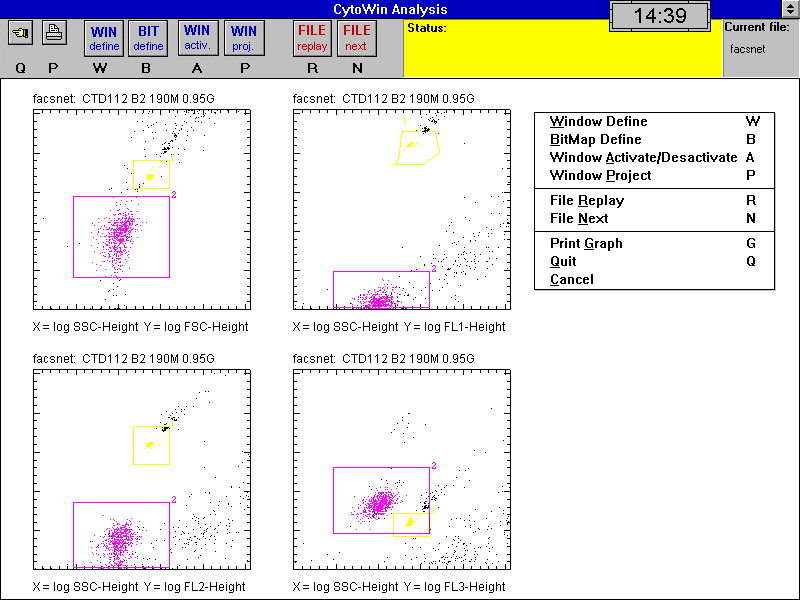 CytoWin Analysis
14:39
WIN define
BIT define
WIN activ.
WIN proj.
FILE replay
FILE next
Status:
Current file:
facsnet
Q P W B A P R N
facsnet: CTD112 B2 190M 0.95G
1
2
X = log SSC-Height Y = log FSC-Height
facsnet: CTD112 B2 190M 0.95G
1
2
X = log SSC-Height Y = log FL1-Height
Window Define W
BitMap Define B
Window Activate/Desactivate A
Window Project P
File Replay R
File Next N
Print Graph G
Quit Q
Cancel
facsnet: CTD112 B2 190M 0.95G
1
2
X = log SSC-Height Y = log FL2-Height
facsnet: CTD112 B2 190M 0.95G
2
1
X = log SSC-Height Y = log FL3-Height